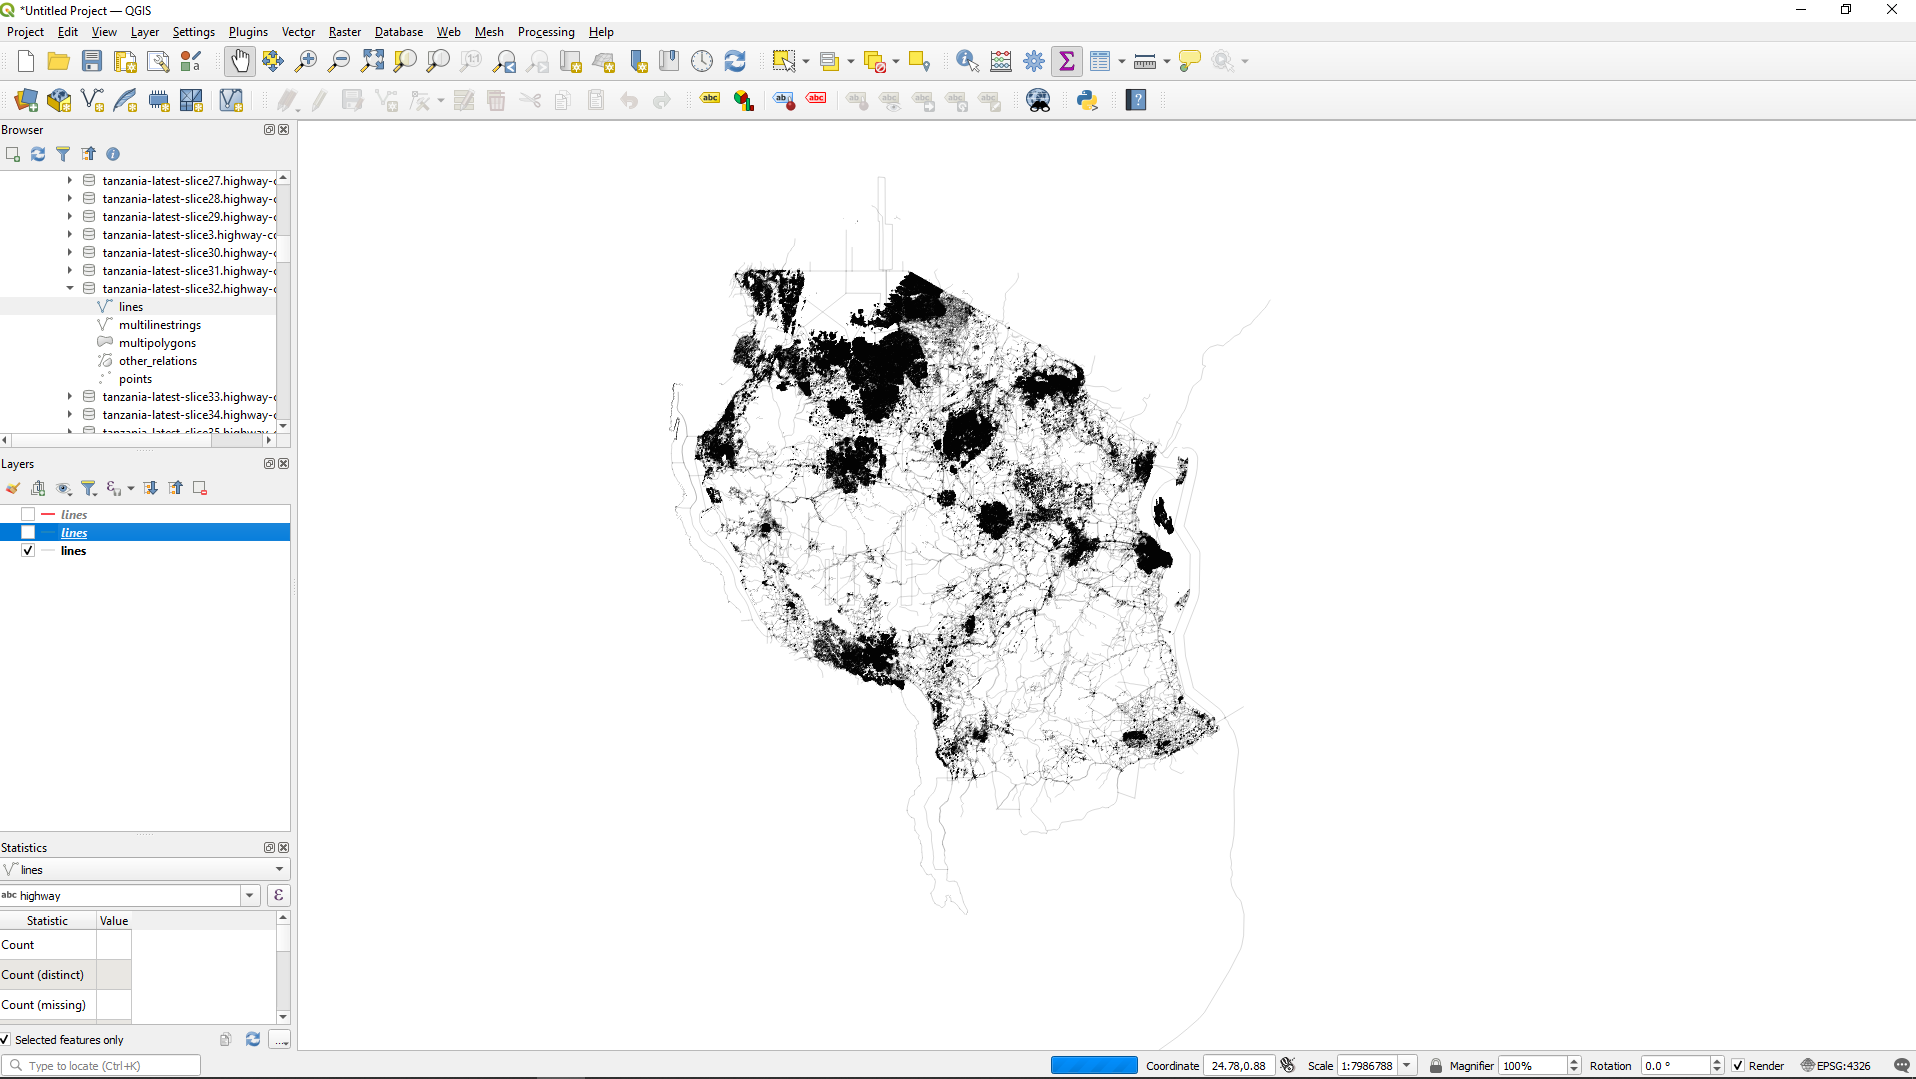 *Untitled Project — QGIS
Project Edit View Layer Settings Plugins Vector Raster Database Web Mesh Processing Help
Browser
tanzania-latest-slice27.highway-c
tanzania-latest-slice28.highway-c
tanzania-latest-slice29.highway-c
tanzania-latest-slice3.highway-cc
tanzania-latest-slice30.highway-c
tanzania-latest-slice31.highway-c
tanzania-latest-slice32.highway-c
lines
multilinestrings
multipolygons
other_relations
points
tanzania-latest-slice33.highway-c
tanzania-latest-slice34.highway-c
tanzania-latest-slice35.highway-c
Layers
lines
lines
lines
Statistics
lines
abc highway
Statistic Value
Count
Count (distinct)
Count (missing)
Selected features only
Type to locate (Ctrl+K)
Coordinate 24.78,0.88 Scale 1:7986788 Magnifier 100% Rotation 0.0 ° Render EPSG:4326